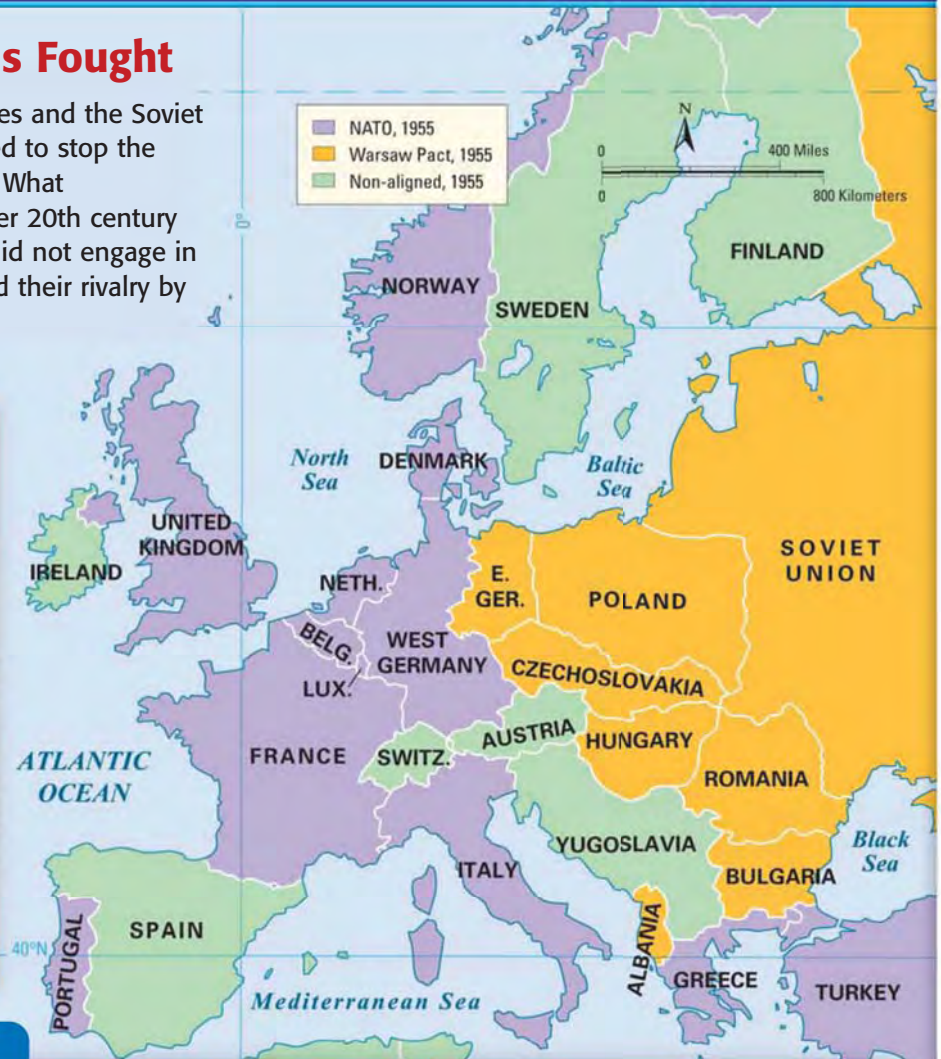 s Fought
es and the Soviet
ed to stop the
What
er 20th century
id not engage in
d their rivalry by
NATO, 1955
Warsaw Pact, 1955
Non-aligned, 1955
N
0 400 Miles
0 800 Kilometers
0°
FINLAND
NORWAY
SWEDEN
North
Sea
DENMARK
Baltic
Sea
UNITED
KINGDOM
IRELAND
NETH.
E.
GER.
POLAND
SOVIET
UNION
BELG.
WEST
GERMANY
LUX.
CZECHOSLOVAKIA
ATLANTIC
OCEAN
FRANCE
SWITZ.
AUSTRIA
HUNGARY
ROMANIA
YUGOSLAVIA
Black
Sea
ITALY
BULGARIA
40°N
PORTUGAL
SPAIN
ALBANIA
GREECE
TURKEY
Mediterranean Sea